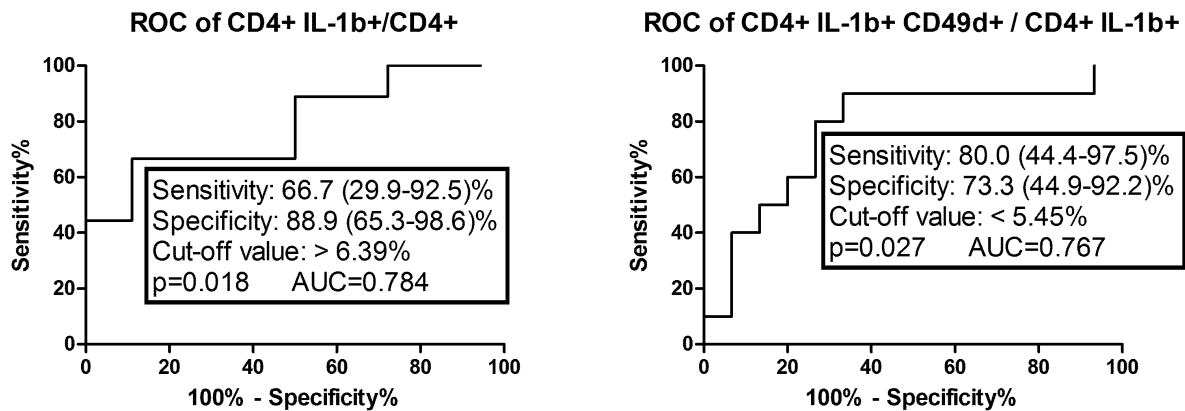 ROC of CD4+ IL-1b+/CD4+
100
80
60
40
20
0
Sensitivity%
Sensitivity: 66.7 (29.9-92.5)%
Specificity: 88.9 (65.3-98.6)%
Cut-off value: > 6.39%
p=0.018 AUC=0.784
0 20 40 60 80 100
100% - Specificity%
ROC of CD4+ IL-1b+ CD49d+ / CD4+ IL-1b+
100
80
60
40
20
0
Sensitivity%
Sensitivity: 80.0 (44.4-97.5)%
Specificity: 73.3 (44.9-92.2)%
Cut-off value: < 5.45%
p=0.027 AUC=0.767
0 20 40 60 80 100
100% - Specificity%